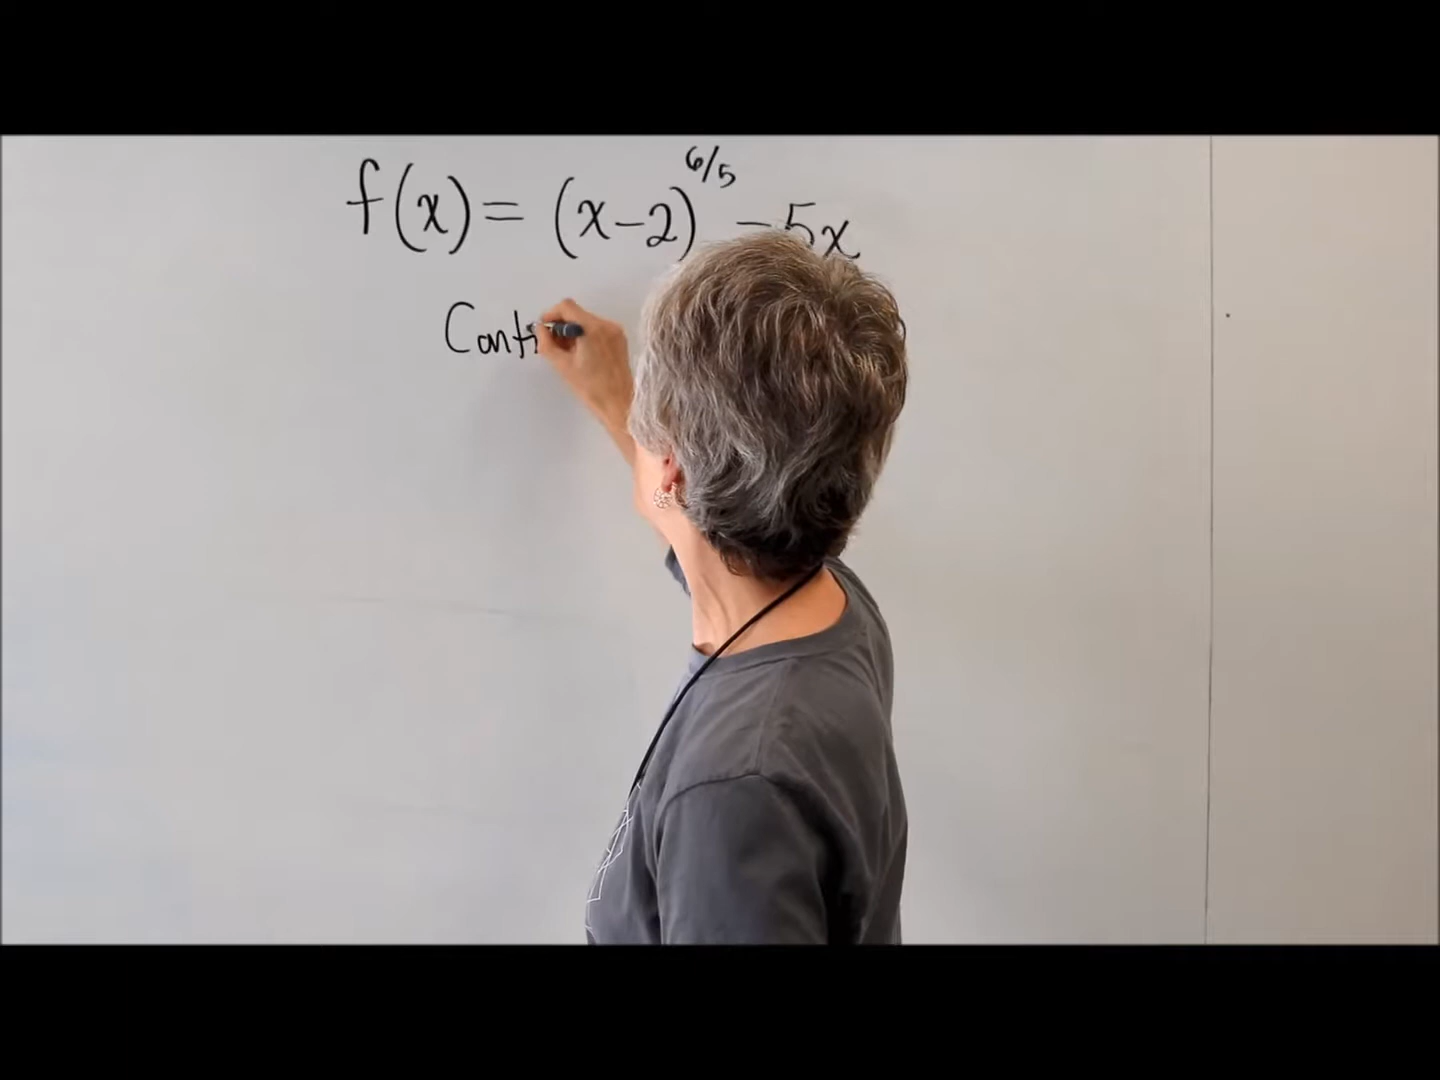 f(x) = (x-2)^{6/5} - 5x
Conti